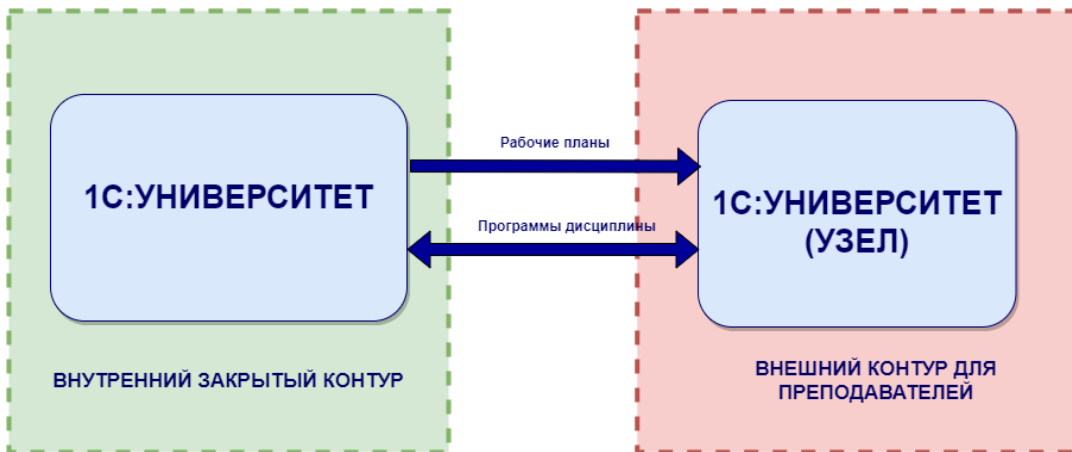 Рабочие планы
1С:УНИВЕРСИТЕТ
1С:УНИВЕРСИТЕТ
(УЗЕЛ)
Программы дисциплины
ВНУТРЕННИЙ ЗАКРЫТЫЙ КОНТУР
ВНЕШНИЙ КОНТУР ДЛЯ
ПРЕПОДАВАТЕЛЕЙ